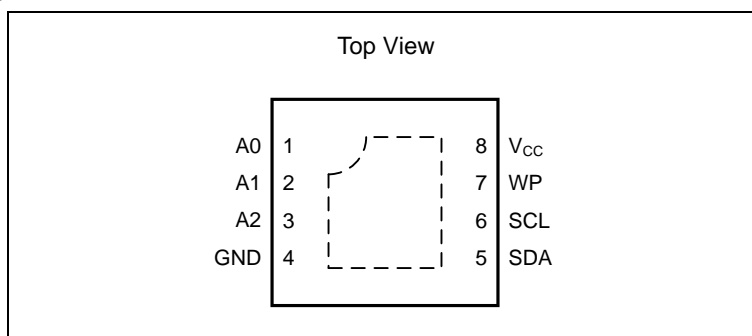 Top View
A0 1 8 VCC
A1 2 7 WP
A2 3 6 SCL
GND 4 5 SDA